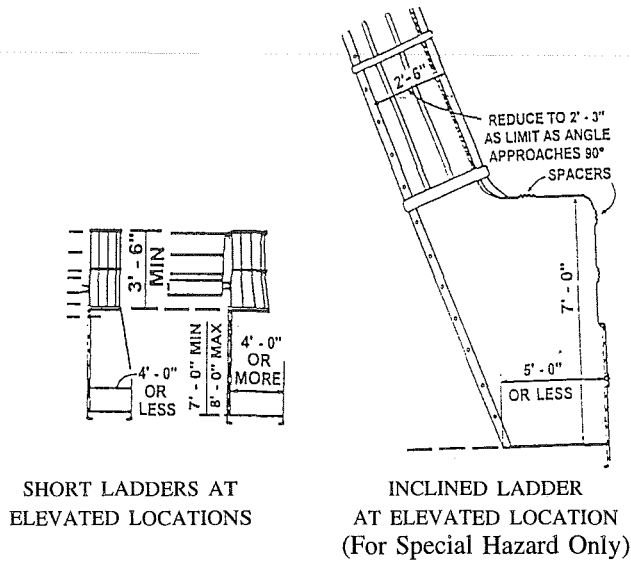 2' - 6"
REDUCE TO 2' - 3"
AS LIMIT AS ANGLE
APPROACHES 90°
SPACERS
3' - 6"
MIN
7' - 0" MIN
8' - 0" MAX
4' - 0"
OR
LESS
4' - 0"
OR
MORE
7' - 0"
5' - 0"
OR LESS
SHORT LADDERS AT
ELEVATED LOCATIONS
INCLINED LADDER
AT ELEVATED LOCATION
(For Special Hazard Only)